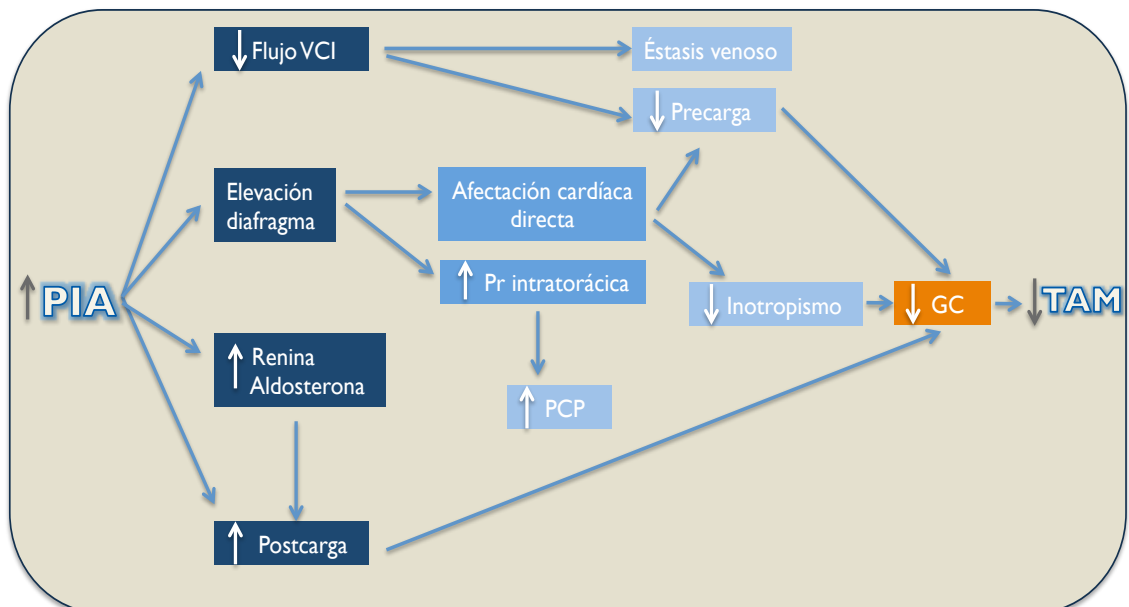 Flujo VCI
Éstasis venoso
Precarga
Elevación
diafragma
Afectación cardíaca
directa
Pr intratorácica
PIA
Inotropismo
GC
TAM
Renina
Aldosterona
PCP
Postcarga